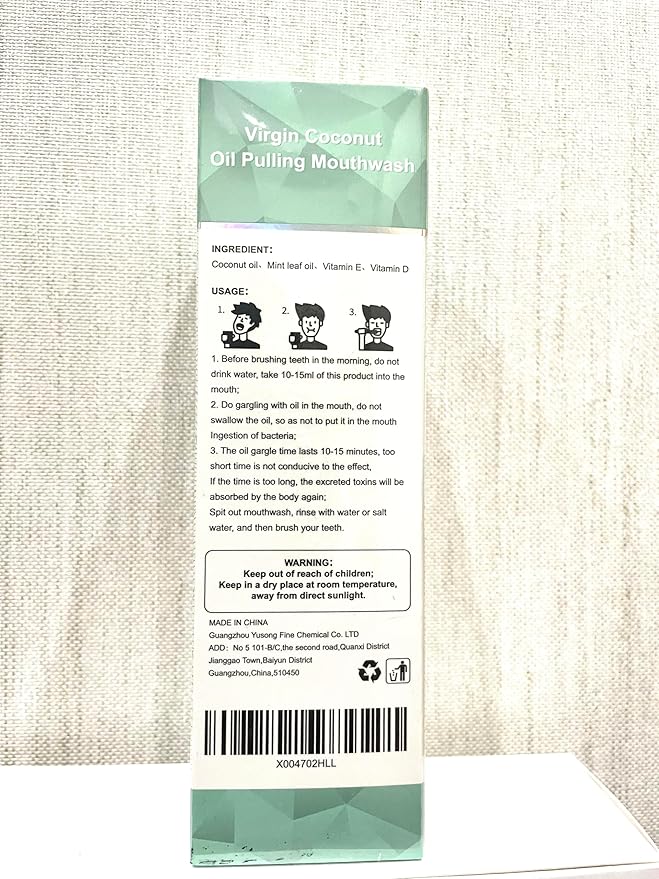 Virgin Coconut
Oil Pulling Mouthwash
INGREDIENT:
Coconut oil、Mint leaf oil、Vitamin E、Vitamin D
USAGE:
1. 2. 3.
1. Before brushing teeth in the morning, do not
drink water, take 10-15ml of this product into the
mouth;
2. Do gargling with oil in the mouth, do not
swallow the oil, so as not to put it in the mouth
Ingestion of bacteria;
3. The oil gargle time lasts 10-15 minutes, too
short time is not conducive to the effect,
If the time is too long, the excreted toxins will be
absorbed by the body again;
Spit out mouthwash, rinse with water or salt
water, and then brush your teeth.
WARNING:
Keep out of reach of children;
Keep in a dry place at room temperature,
away from direct sunlight.
MADE IN CHINA
Guangzhou Yusong Fine Chemical Co. LTD
ADD: No 5 101-B/C,the second road,Quanxi District
Jianggao Town,Baiyun District
Guangzhou,China,510450
X004702HLL